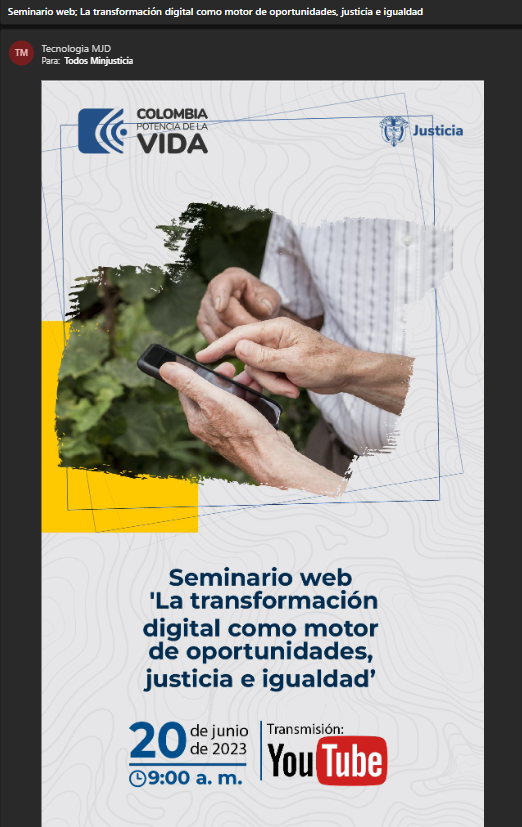 Seminario web; La transformación digital como motor de oportunidades, justicia e igualdad
TM
Tecnologia MJD
Para: Todos Minjusticia
COLOMBIA
POTENCIA DE LA
VIDA
Justicia
Seminario web
'La transformación
digital como motor
de oportunidades,
justicia e igualdad’
20 de junio
de 2023
9:00 a. m.
Transmisión:
YouTube